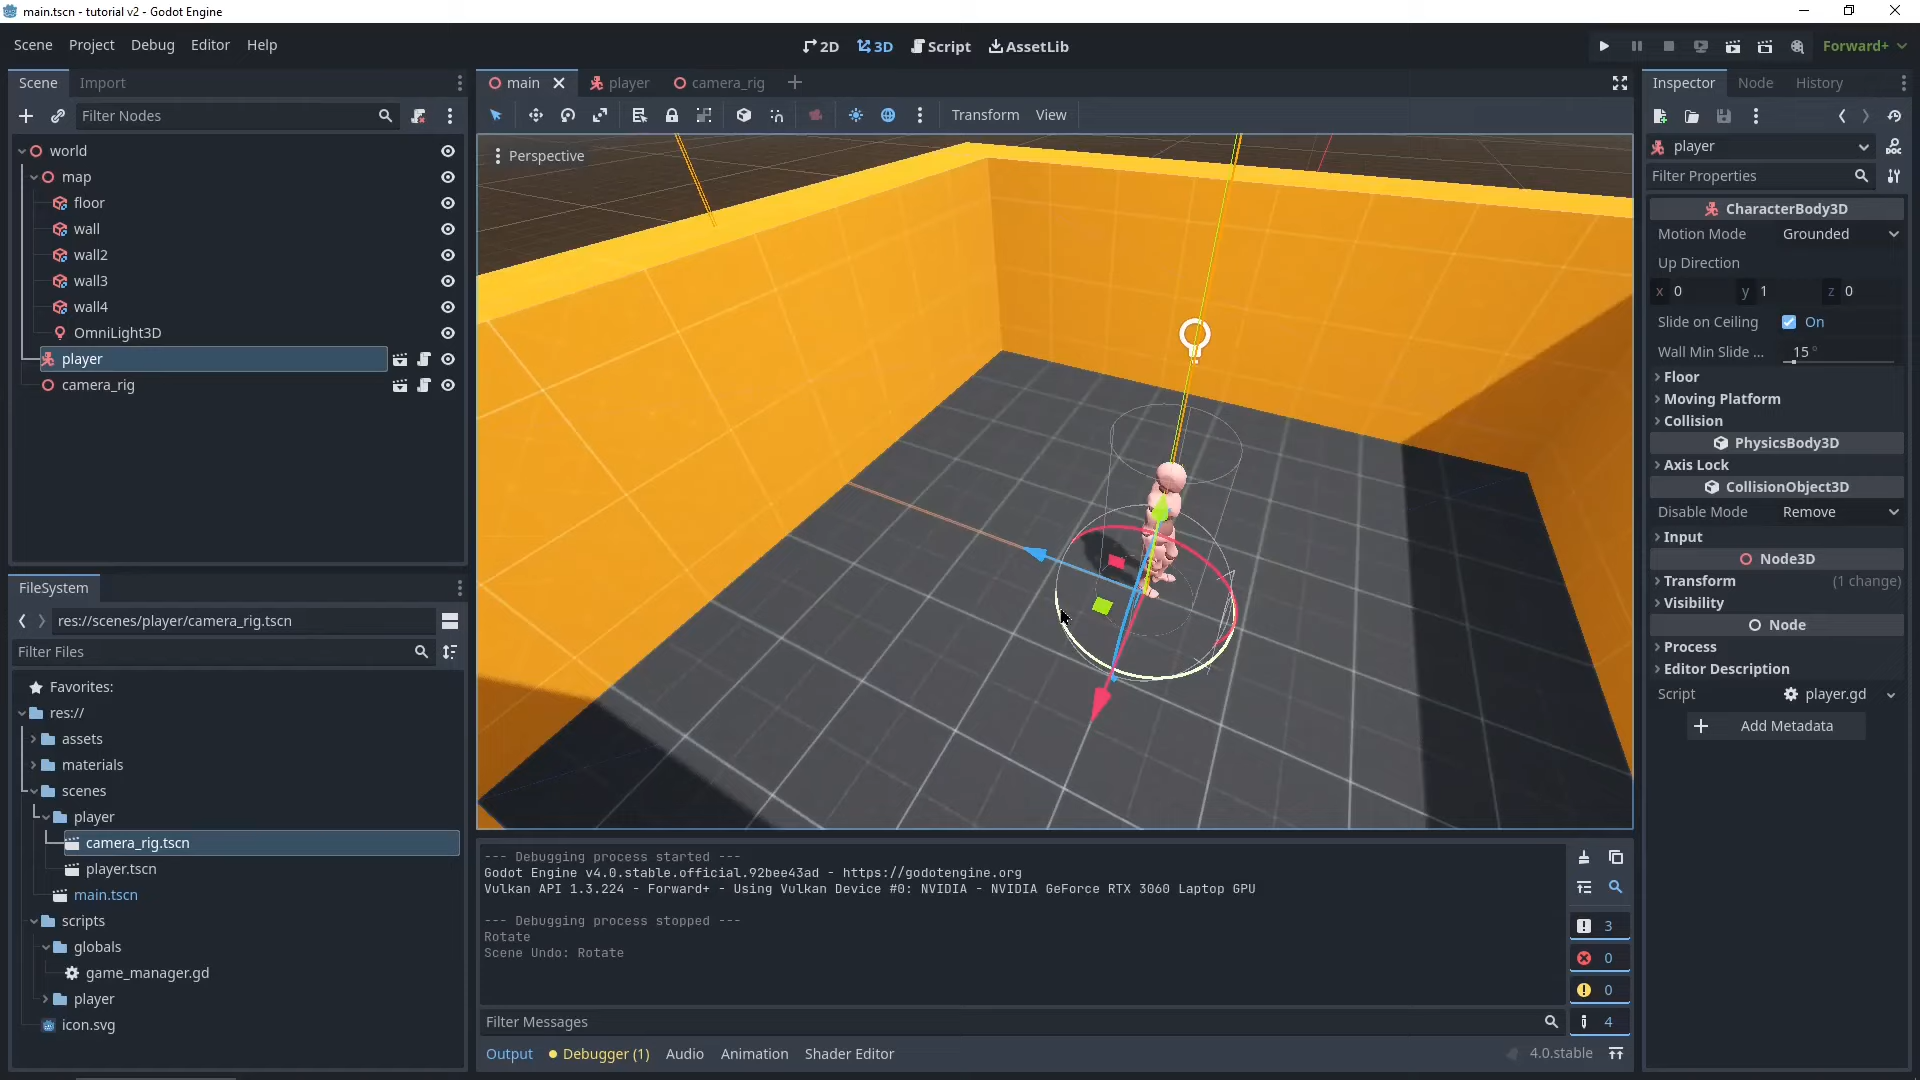 main.tscn - tutorial v2 - Godot Engine
Scene Project Debug Editor Help
2D 3D Script AssetLib
Forward+
Scene Import
Filter Nodes
world
map
floor
wall
wall2
wall3
wall4
OmniLight3D
player
camera_rig
FileSystem
res://scenes/player/camera_rig.tscn
Filter Files
Favorites:
res://
assets
materials
scenes
player
camera_rig.tscn
player.tscn
main.tscn
scripts
globals
game_manager.gd
player
icon.svg
main player camera_rig
Transform View
Perspective
--- Debugging process started ---
Godot Engine v4.0.stable.official.92bee43ad - https://godotengine.org
Vulkan API 1.3.224 - Forward+ - Using Vulkan Device #0: NVIDIA - NVIDIA GeForce RTX 3060 Laptop GPU
--- Debugging process stopped ---
Rotate
Scene Undo: Rotate
3
0
0
4
Filter Messages
Output Debugger (1) Audio Animation Shader Editor
4.0.stable
Inspector Node History
player
Filter Properties
CharacterBody3D
Motion Mode Grounded
Up Direction
x 0 y 1 z 0
Slide on Ceiling On
Wall Min Slide ... 15 °
Floor
Moving Platform
Collision
PhysicsBody3D
Axis Lock
CollisionObject3D
Disable Mode Remove
Input
Node3D
Transform (1 change)
Visibility
Node
Process
Editor Description
Script player.gd
Add Metadata